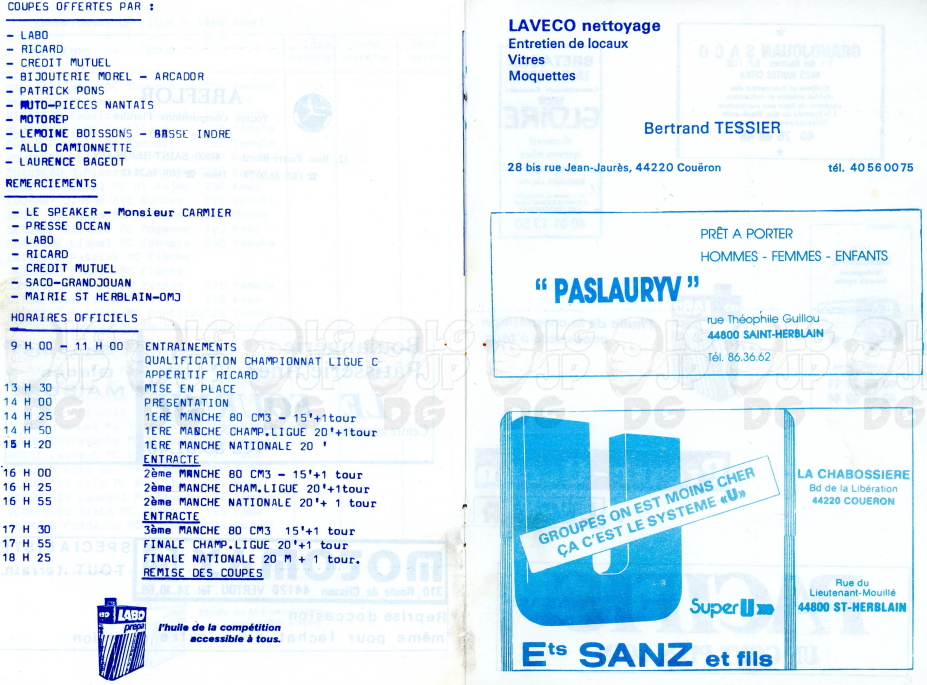 COUPES OFFERTES PAR :
- LABO
- RICARD
- CREDIT MUTUEL
- BIJOUTERIE MOREL - ARCADOR
- PATRICK PONS
- AUTO-PIECES NANTAIS
- MOTOREP
- LEMOINE BOISSONS - BASSE INDRE
- ALLO CAMIONNETTE
- LAURENCE BAGEOT
REMERCIEMENTS
- LE SPEAKER - Monsieur CARMIER
- PRESSE OCEAN
- LABO
- RICARD
- CREDIT MUTUEL
- SACO-GRANDJOUAN
- MAIRIE ST HERBLAIN-OMJ
HORAIRES OFFICIELS
9 H 00 - 11 H 00 ENTRAINEMENTS
QUALIFICATION CHAMPIONNAT LIGUE C
APPERITIF RICARD
13 H 30 MISE EN PLACE
14 H 00 PRESENTATION
14 H 25 1ERE MANCHE 80 CM3 - 15'+1tour
14 H 50 1ERE MANCHE CHAMP.LIGUE 20'+1tour
15 H 20 1ERE MANCHE NATIONALE 20 '
ENTRACTE
16 H 00 2ème MANCHE 80 CM3 - 15'+1 tour
16 H 25 2ème MANCHE CHAM.LIGUE 20'+1tour
16 H 55 2ème MANCHE NATIONALE 20'+ 1 tour
ENTRACTE
17 H 30 3ème MANCHE 80 CM3 15'+1 tour
17 H 55 FINALE CHAMP.LIGUE 20'+1 tour
18 H 25 FINALE NATIONALE 20 M + 1 tour.
REMISE DES COUPES
LABO
prepa
l'huile de la compétition
accessible à tous.
LAVECO nettoyage
Entretien de locaux
Vitres
Moquettes
Bertrand TESSIER
28 bis rue Jean-Jaurès, 44220 Couëron tél. 40 56 00 75
PRÊT A PORTER
HOMMES - FEMMES - ENFANTS
" PASLAURYV "
rue Théophile Guillou
44800 SAINT-HERBLAIN
Tél. 86.36.62
GROUPES ON EST MOINS CHER
ÇA C'EST LE SYSTEME «U»
LA CHABOSSIERE
Bd de la Libération
44220 COUERON
Rue du
Lieutenant-Mouillé
44800 ST-HERBLAIN
Super U
Ets SANZ et fils